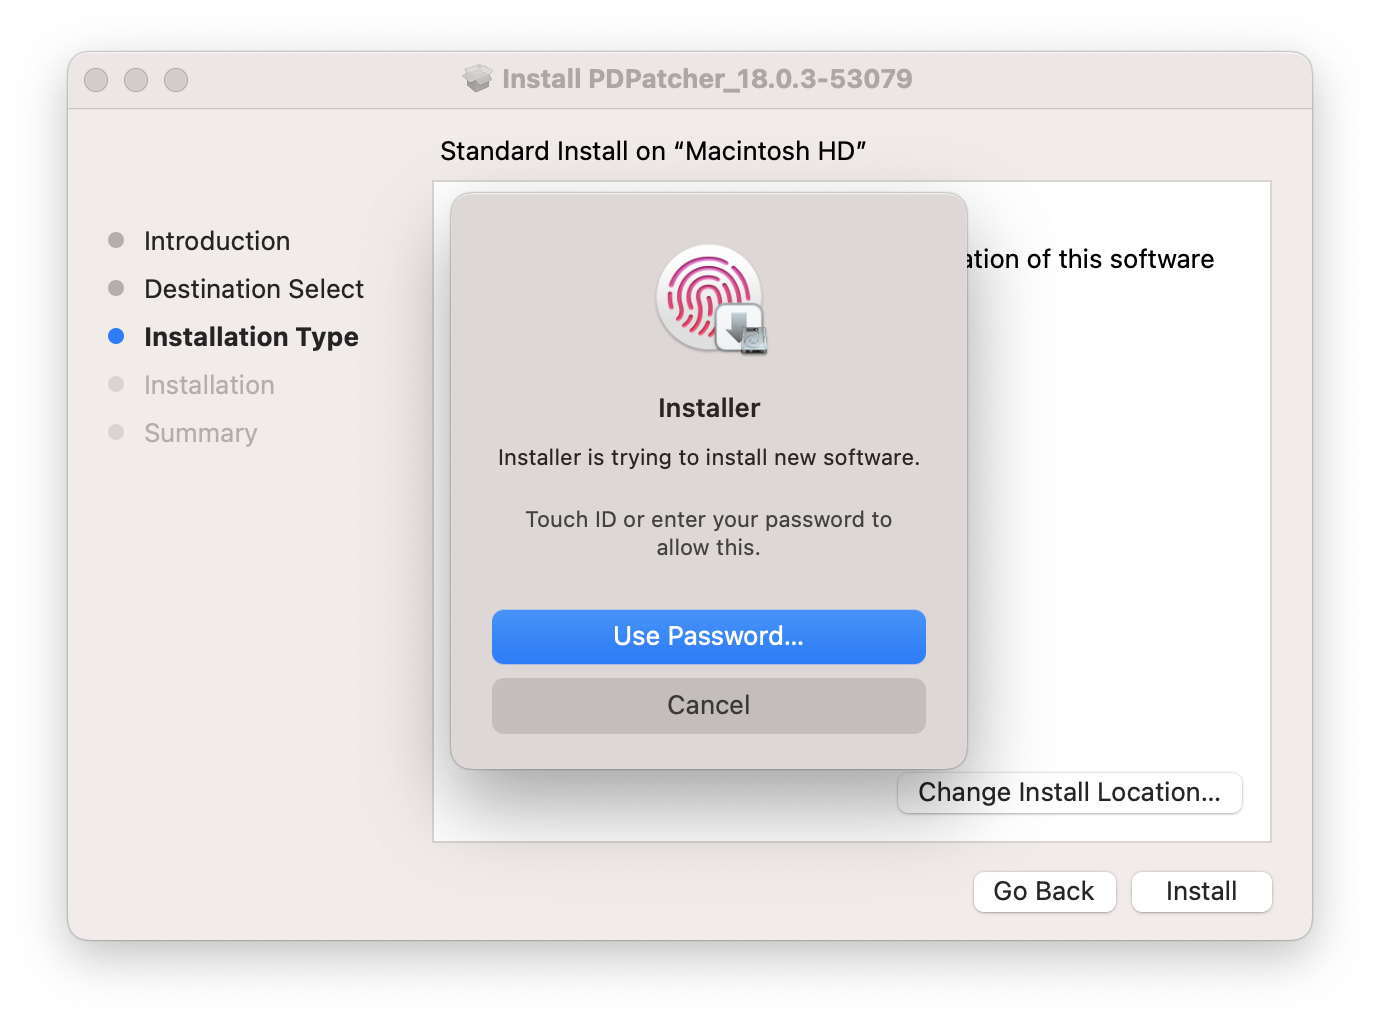 Install PDPatcher_18.0.3-53079
Standard Install on “Macintosh HD”
Introduction
Destination Select
Installation Type
Installation
Summary
of this software
Installer
Installer is trying to install new software.
Touch ID or enter your password to
allow this.
Use Password...
Cancel
Change Install Location...
Go Back
Install